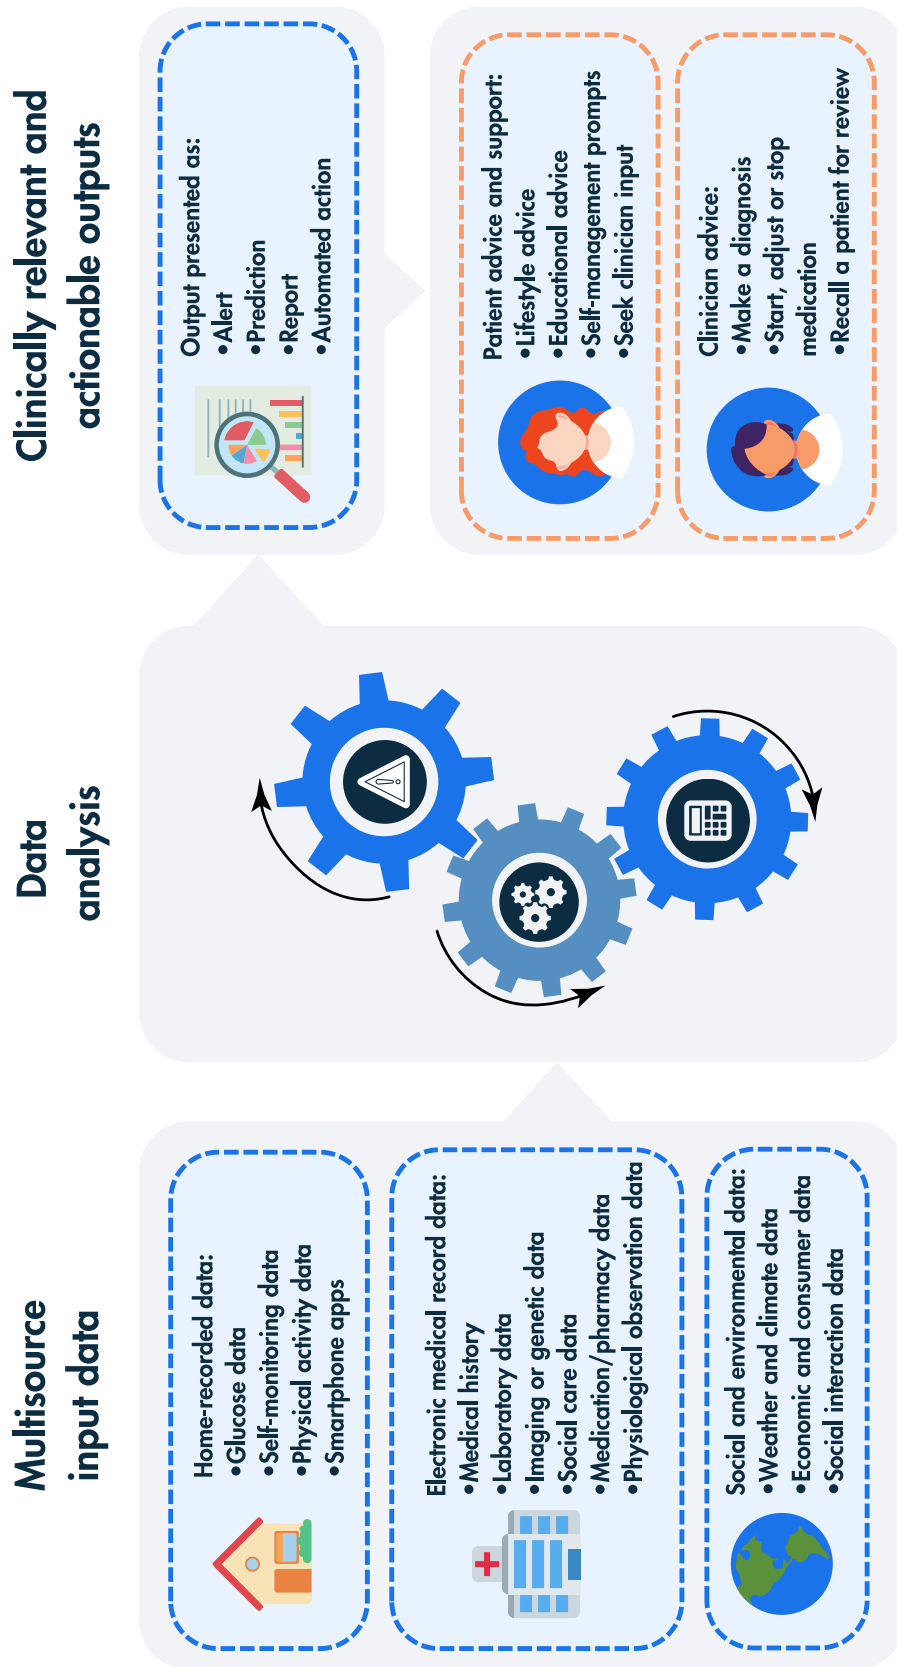 Multisource
input data
Home-recorded data:
•Glucose data
•Self-monitoring data
•Physical activity data
•Smartphone apps
Electronic medical record data:
•Medical history
•Laboratory data
•Imaging or genetic data
•Social care data
•Medication/pharmacy data
•Physiological observation data
Social and environmental data:
•Weather and climate data
•Economic and consumer data
•Social interaction data
Data
analysis
Clinically relevant and
actionable outputs
Output presented as:
•Alert
•Prediction
•Report
•Automated action
Patient advice and support:
•Lifestyle advice
•Educational advice
•Self-management prompts
•Seek clinician input
Clinician advice:
•Make a diagnosis
•Start, adjust or stop
medication
•Recall a patient for review